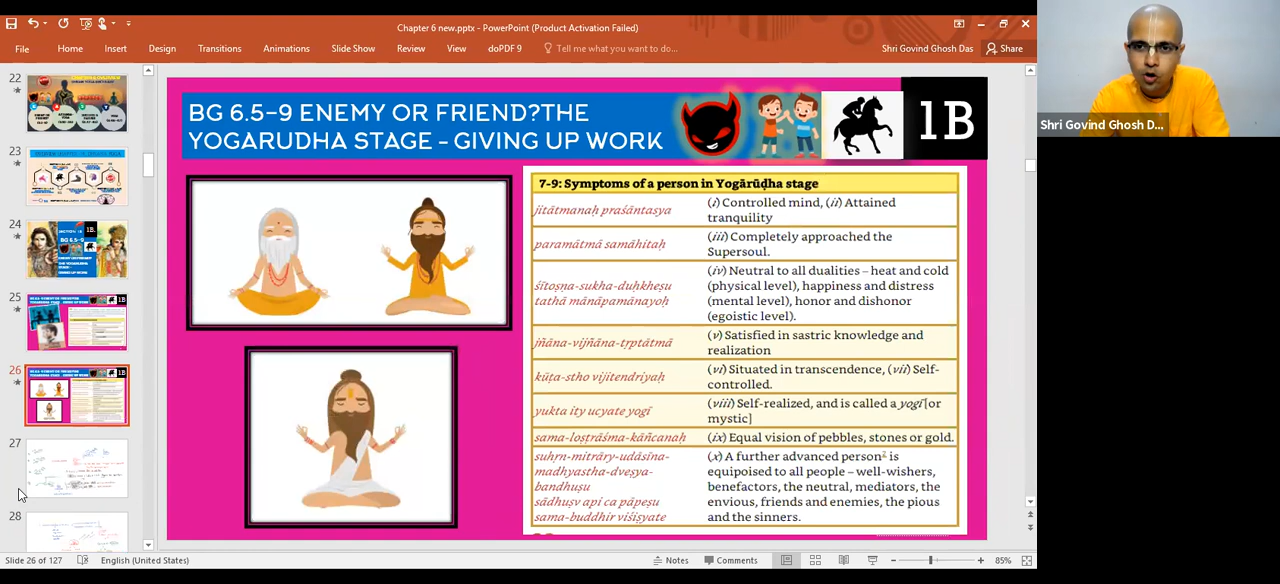 Chapter 6 new.pptx - PowerPoint (Product Activation Failed)
File Home Insert Design Transitions Animations Slide Show Review View doPDF 9 Tell me what you want to do... Shri Govind Ghosh Das Share
22
23
24
25
26
27
28
BG 6.5–9 ENEMY OR FRIEND?THE
YOGARUDHA STAGE – GIVING UP WORK
1B
7-9: Symptoms of a person in Yogārūḍha stage
jitātmanaḥ praśāntasya
(i) Controlled mind, (ii) Attained
tranquility
paramātmā samāhitaḥ
(iii) Completely approached the
Supersoul.
śītoṣṇa-sukha-duḥkheṣu
tathā mānāpamānayoḥ
(iv) Neutral to all dualities – heat and cold
(physical level), happiness and distress
(mental level), honor and dishonor
(egoistic level).
jñāna-vijñāna-tṛptātmā
(v) Satisfied in sastric knowledge and
realization
kūṭa-stho vijitendriyaḥ
(vi) Situated in transcendence, (vii) Self-
controlled.
yukta ity ucyate yogī
(viii) Self-realized, and is called a yogī [or
mystic]
sama-loṣṭrāśma-kāñcanaḥ
(ix) Equal vision of pebbles, stones or gold.
suhṛn-mitrāry-udāsīna-
madhyastha-dveṣya-
bandhuṣu
sādhuṣv api ca pāpeṣu
sama-buddhir viśiṣyate
(x) A further advanced person² is
equipoised to all people – well-wishers,
benefactors, the neutral, mediators, the
envious, friends and enemies, the pious
and the sinners.
Shri Govind Ghosh D...
Slide 26 of 127 English (United States) Notes Comments 85%